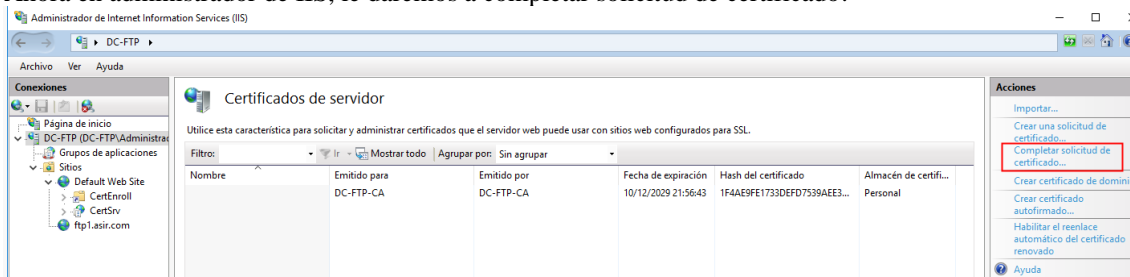 Ahora en administrador de IIS, le daremos a completar solicitud de certificado.
Administrador de Internet Information Services (IIS)
DC-FTP
Archivo Ver Ayuda
Conexiones
Página de inicio
DC-FTP (DC-FTP\Administrad
Grupos de aplicaciones
Sitios
Default Web Site
CertEnroll
CertSrv
ftp1.asir.com
Certificados de servidor
Utilice esta característica para solicitar y administrar certificados que el servidor web puede usar con sitios web configurados para SSL.
Filtro: Ir Mostrar todo Agrupar por: Sin agrupar
Nombre Emitido para Emitido por Fecha de expiración Hash del certificado Almacén de certifi...
DC-FTP-CA DC-FTP-CA 10/12/2029 21:56:43 1F4AE9FE1733DEFD7539AEE3... Personal
Acciones
Importar...
Crear una solicitud de
certificado...
Completar solicitud de
certificado...
Crear certificado de domini
Crear certificado
autofirmado...
Habilitar el reenlace
automático del certificado
renovado
Ayuda